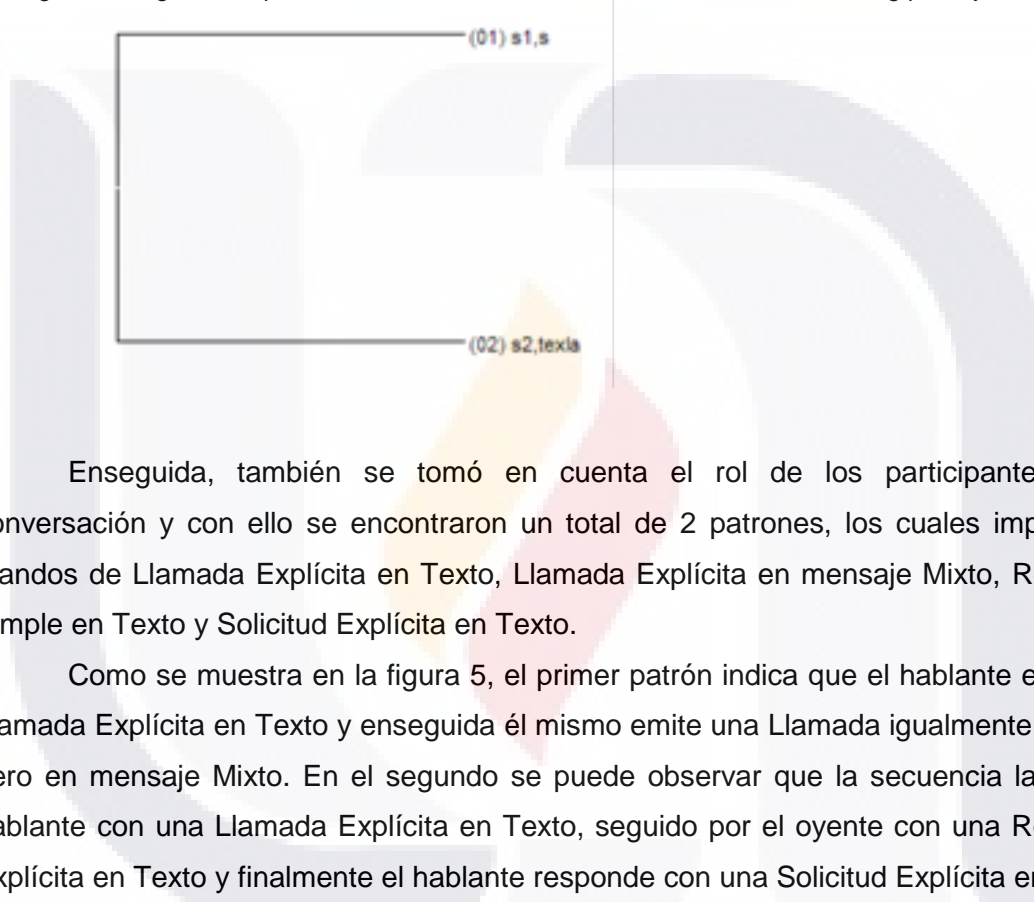 (01) s1,s
(02) s2,texla
Enseguida, también se tomó en cuenta el rol de los participante
onversación y con ello se encontraron un total de 2 patrones, los cuales imp
andos de Llamada Explícita en Texto, Llamada Explícita en mensaje Mixto, R
mple en Texto y Solicitud Explícita en Texto.
Como se muestra en la figura 5, el primer patrón indica que el hablante e
amada Explícita en Texto y enseguida él mismo emite una Llamada igualmente
ero en mensaje Mixto. En el segundo se puede observar que la secuencia la
ablante con una Llamada Explícita en Texto, seguido por el oyente con una R
xplícita en Texto y finalmente el hablante responde con una Solicitud Explícita en